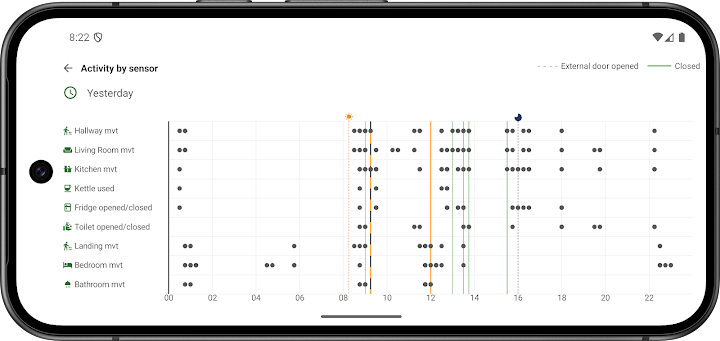 8:22
Activity by sensor
External door opened Closed
Yesterday
Hallway mvt
Living Room mvt
Kitchen mvt
Kettle used
Fridge opened/closed
Toilet opened/closed
Landing mvt
Bedroom mvt
Bathroom mvt
00 02 04 06 08 10 12 14 16 18 20 22